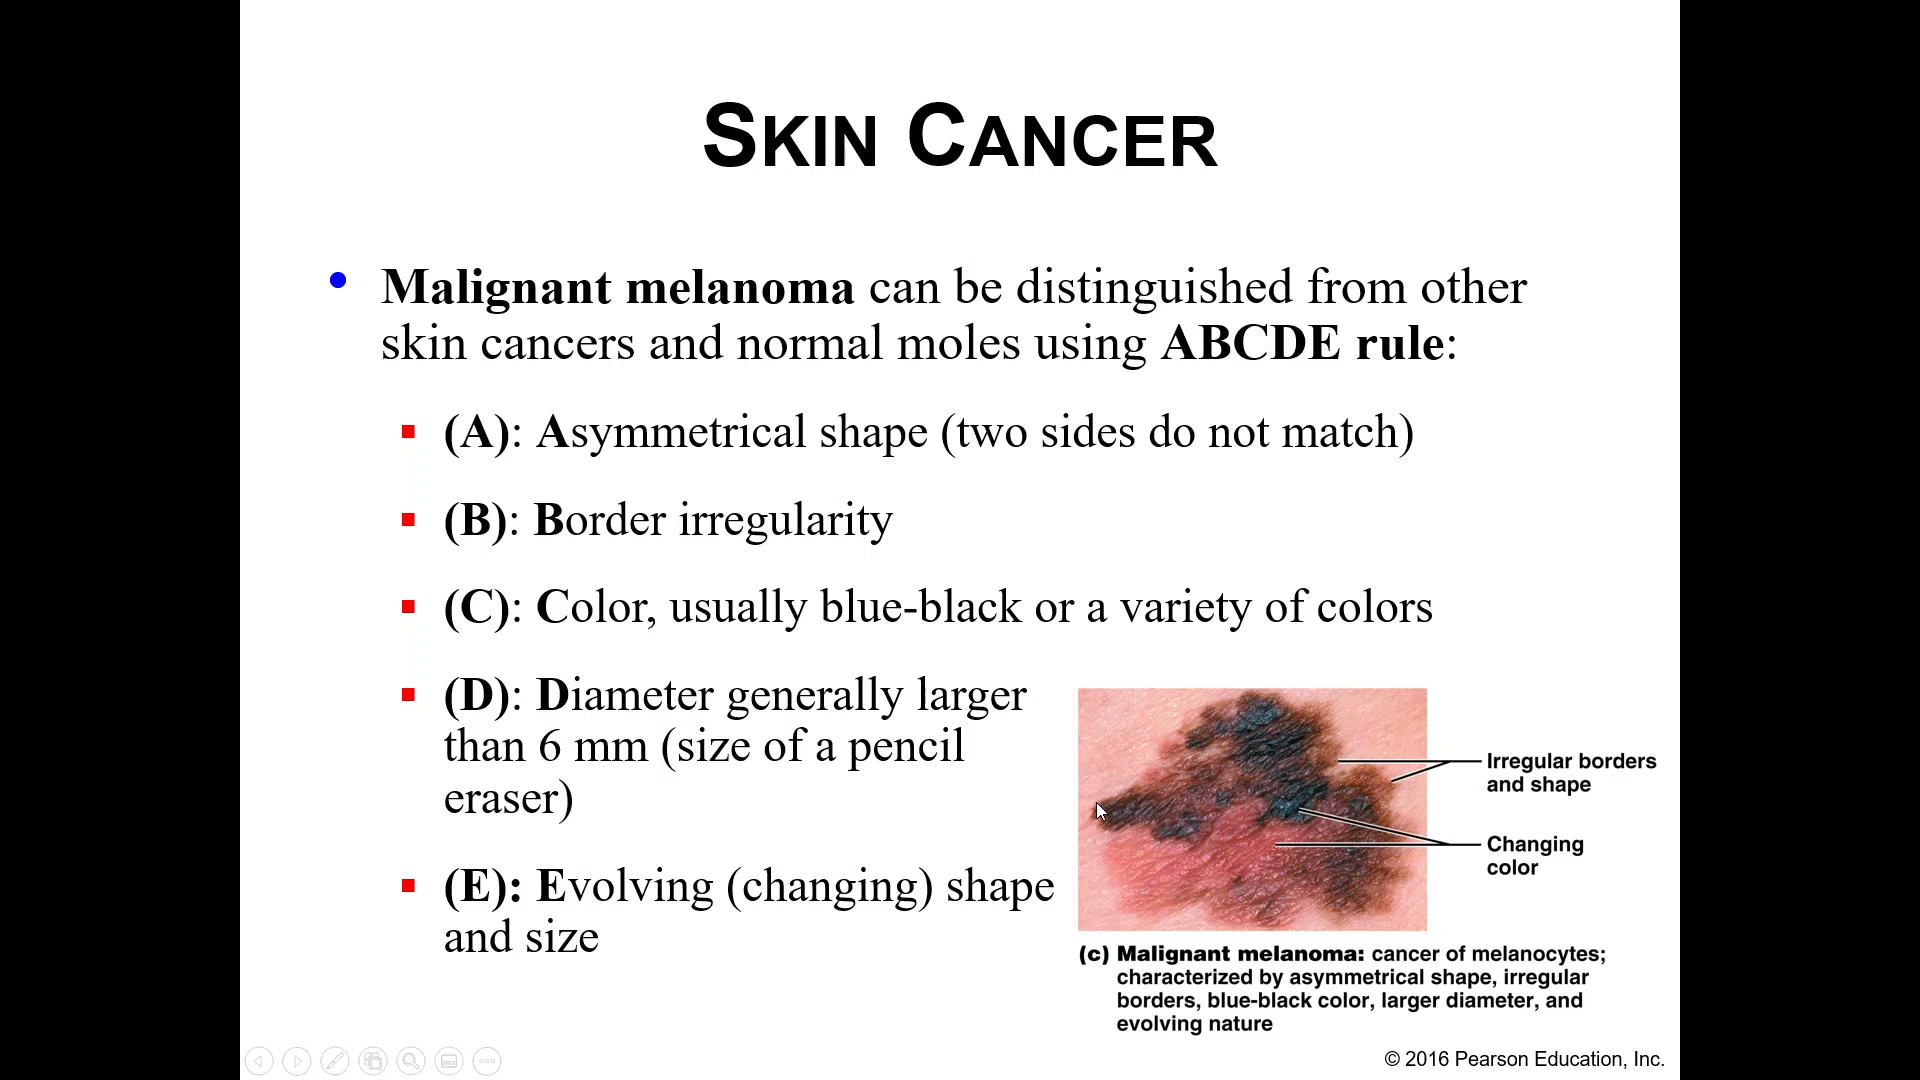 SKIN CANCER
• Malignant melanoma can be distinguished from other
skin cancers and normal moles using ABCDE rule:
▪ (A): Asymmetrical shape (two sides do not match)
▪ (B): Border irregularity
▪ (C): Color, usually blue-black or a variety of colors
▪ (D): Diameter generally larger
than 6 mm (size of a pencil
eraser)
▪ (E): Evolving (changing) shape
and size
Irregular borders
and shape
Changing
color
(c) Malignant melanoma: cancer of melanocytes;
characterized by asymmetrical shape, irregular
borders, blue-black color, larger diameter, and
evolving nature
© 2016 Pearson Education, Inc.